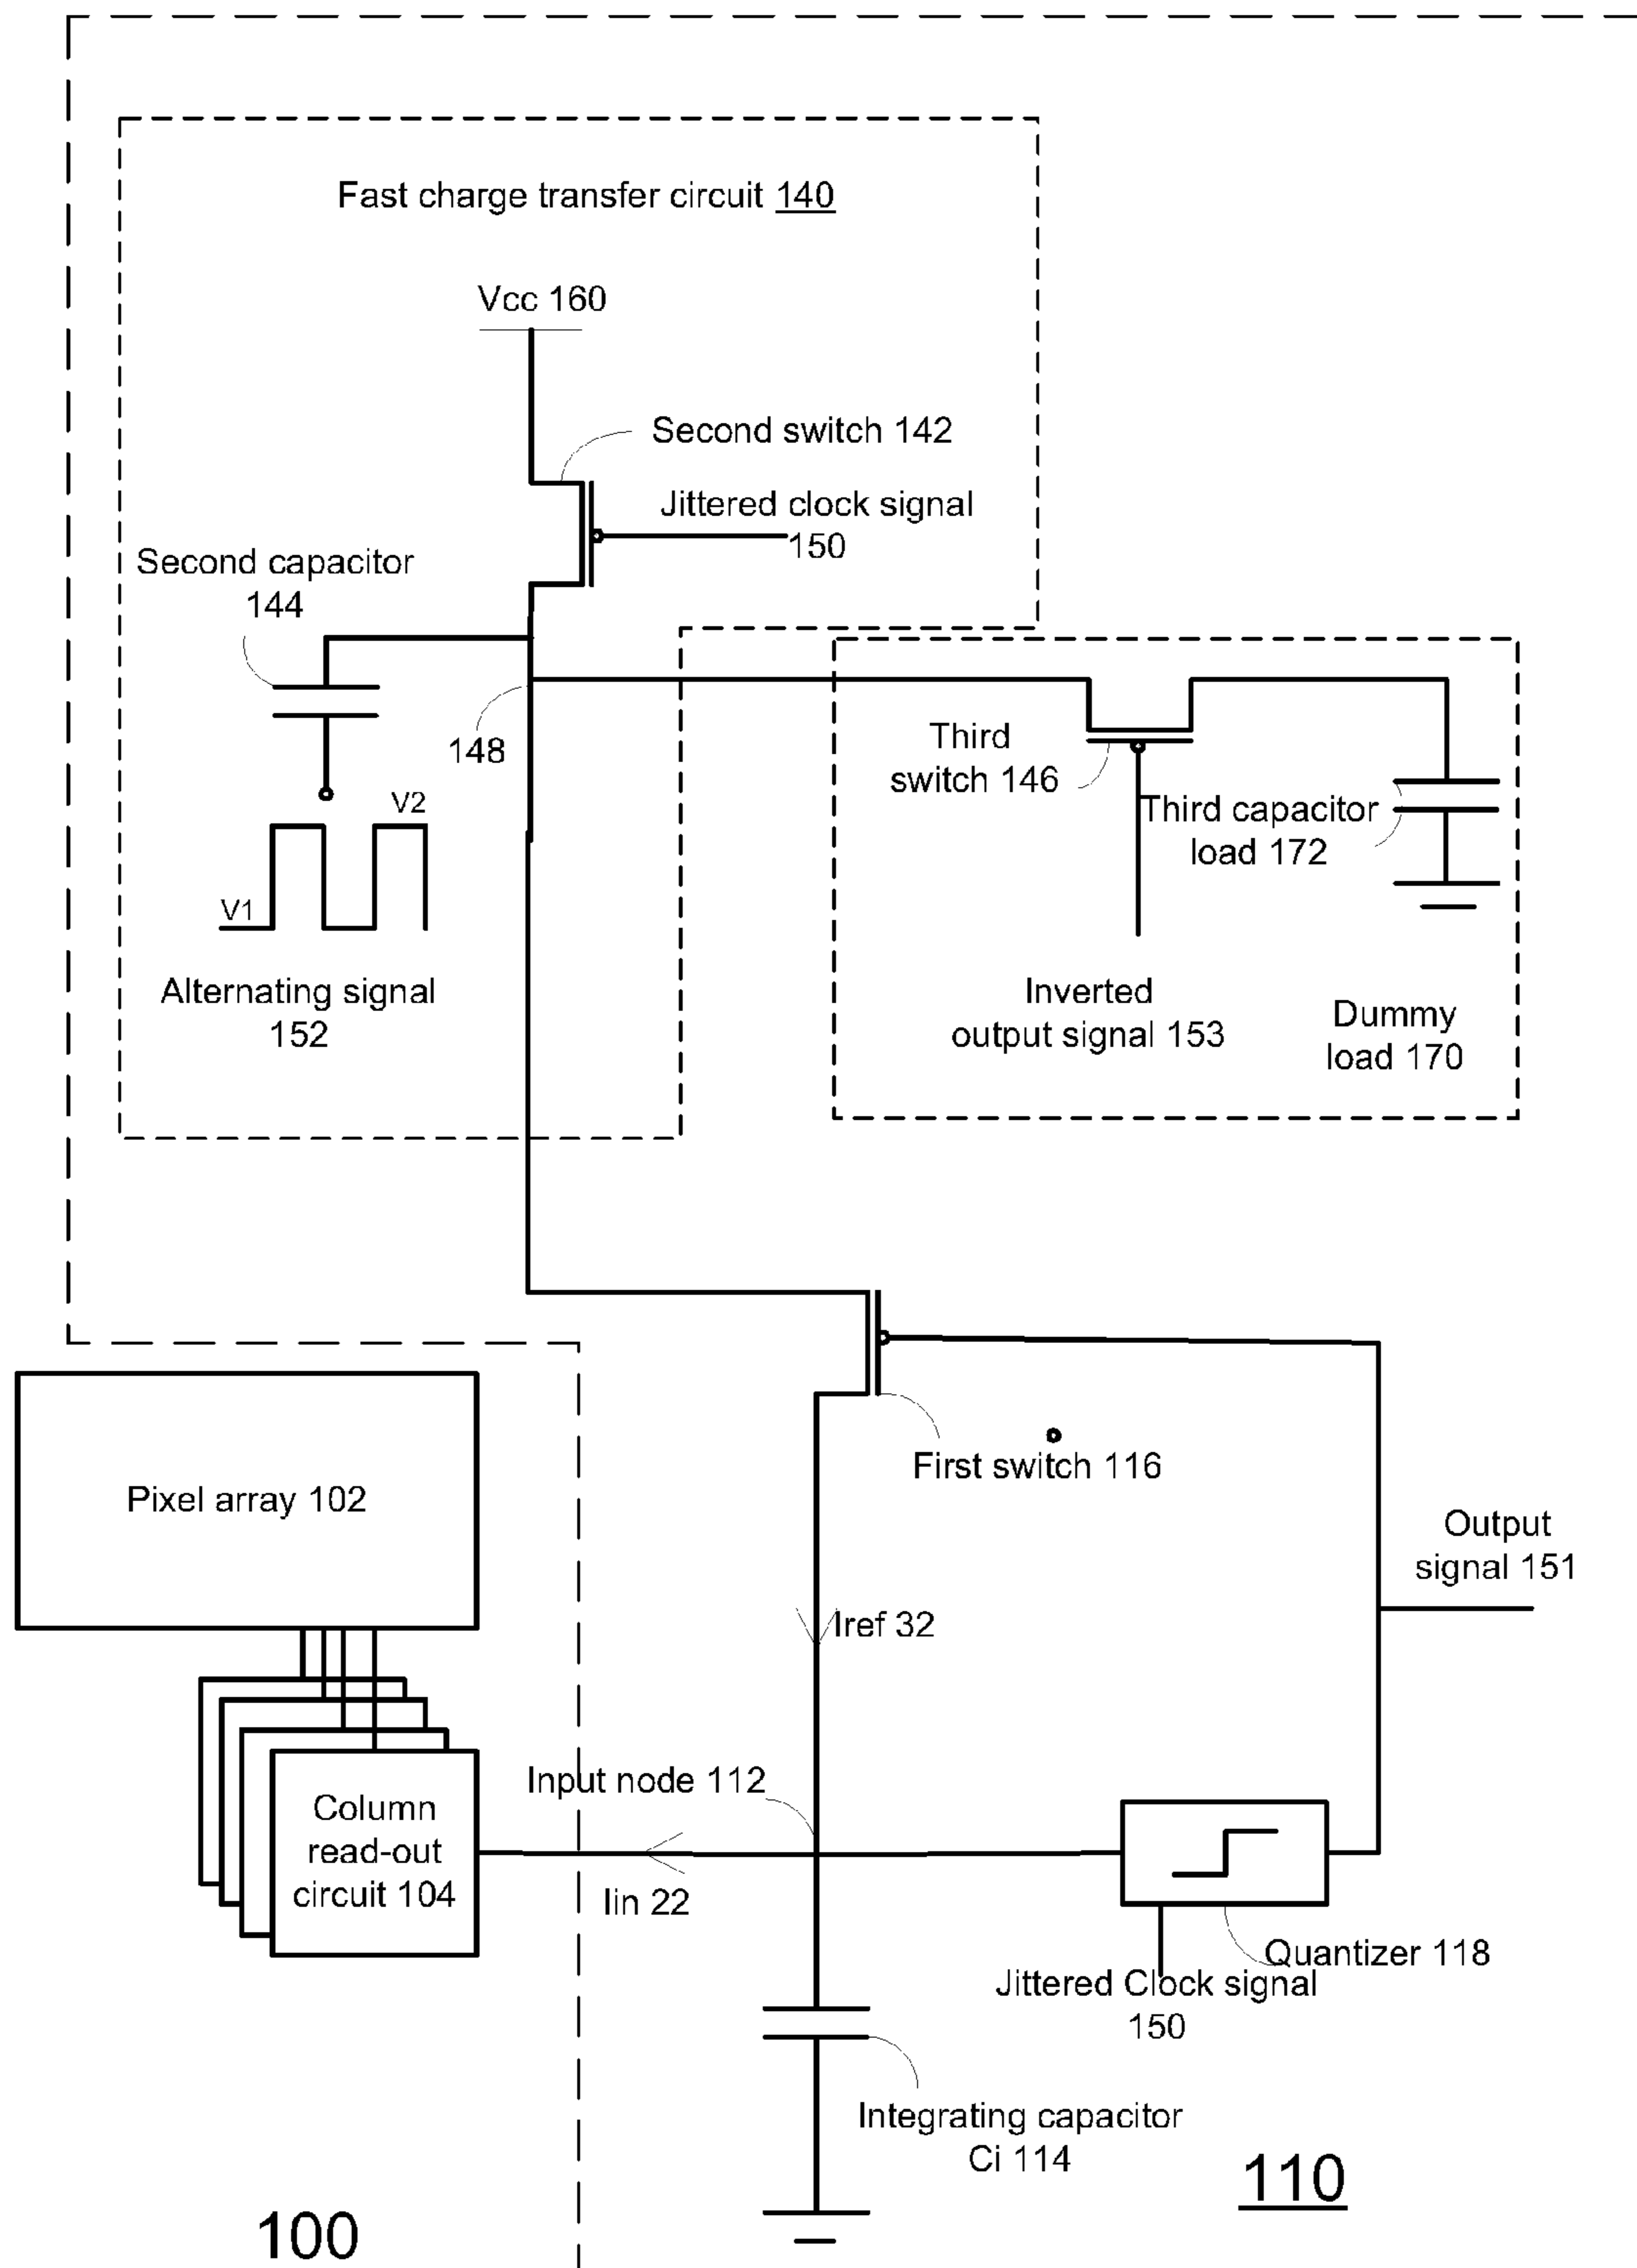 Fast charge transfer circuit 140
Vcc 160
Second switch 142
Jittered clock signal
150
Second capacitor
144
148
V2
V1
Alternating signal
152
Third
switch 146
Third capacitor
load 172
Inverted
output signal 153
Dummy
load 170
First switch 116
Pixel array 102
Output
signal 151
Iref 32
Input node 112
Column
read-out
circuit 104
Iin 22
Quantizer 118
Jittered Clock signal
150
Integrating capacitor
Ci 114
110
100